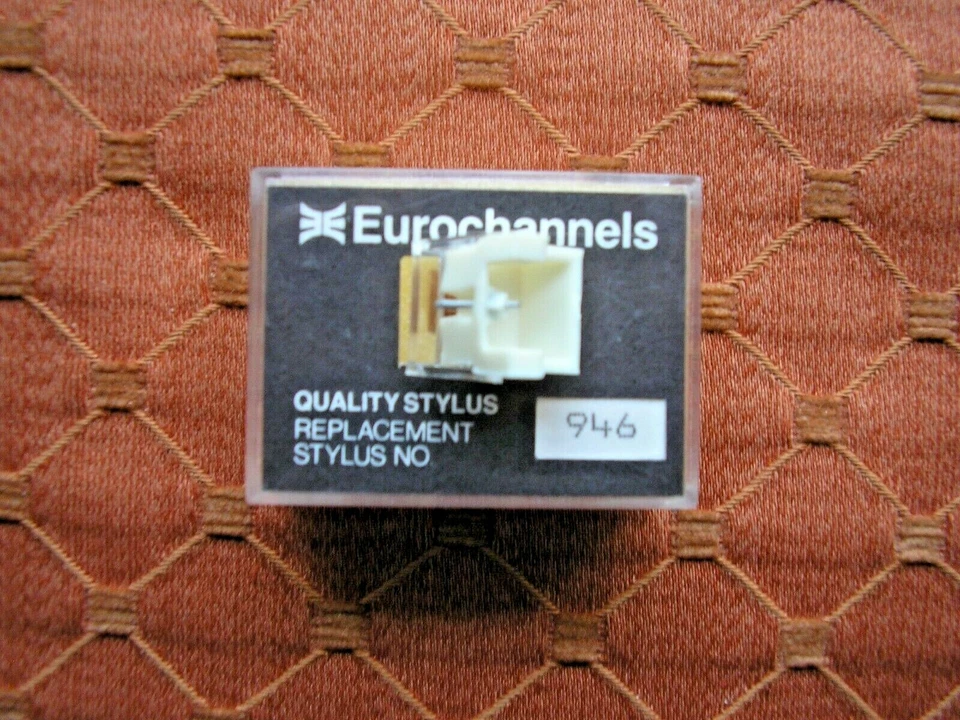 Eurochannels
QUALITY STYLUS
REPLACEMENT
STYLUS NO
946